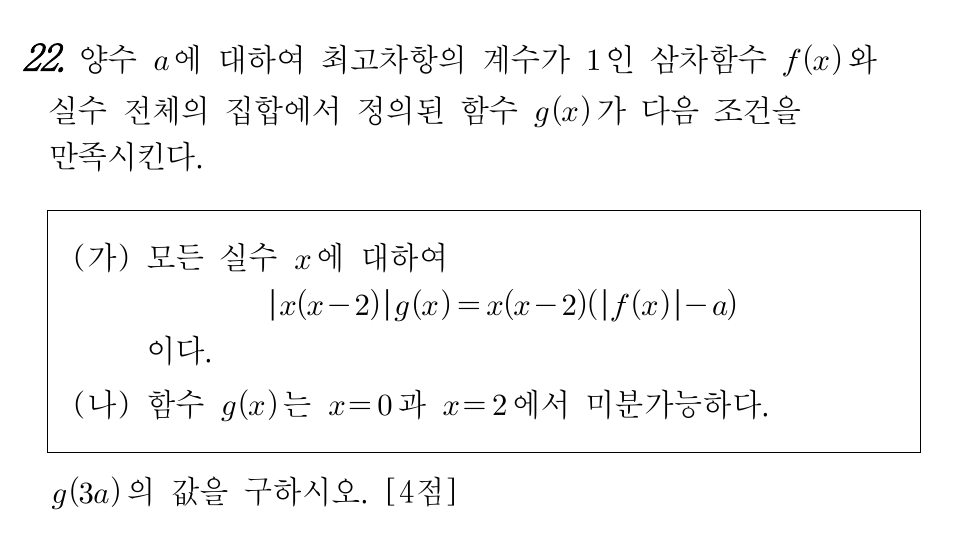 22. 양수 a에 대하여 최고차항의 계수가 1인 삼차함수 f(x)와
실수 전체의 집합에서 정의된 함수 g(x)가 다음 조건을
만족시킨다.
(가) 모든 실수 x에 대하여
|x(x-2)|g(x)=x(x-2)(|f(x)|-a)
이다.
(나) 함수 g(x)는 x=0과 x=2에서 미분가능하다.
g(3a)의 값을 구하시오. [4점]